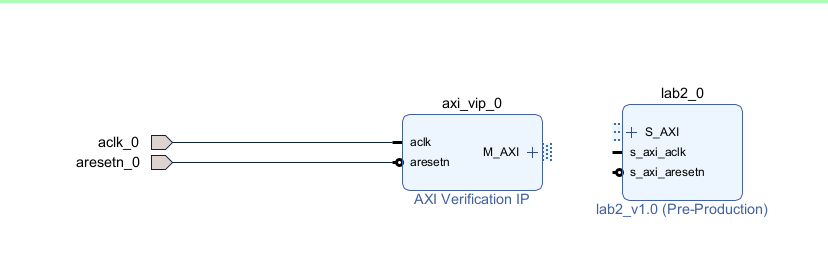 axi_vip_0
lab2_0
aclk_0
aresetn_0
aclk
aresetn
M_AXI
S_AXI
s_axi_aclk
s_axi_aresetn
AXI Verification IP
lab2_v1.0 (Pre-Production)